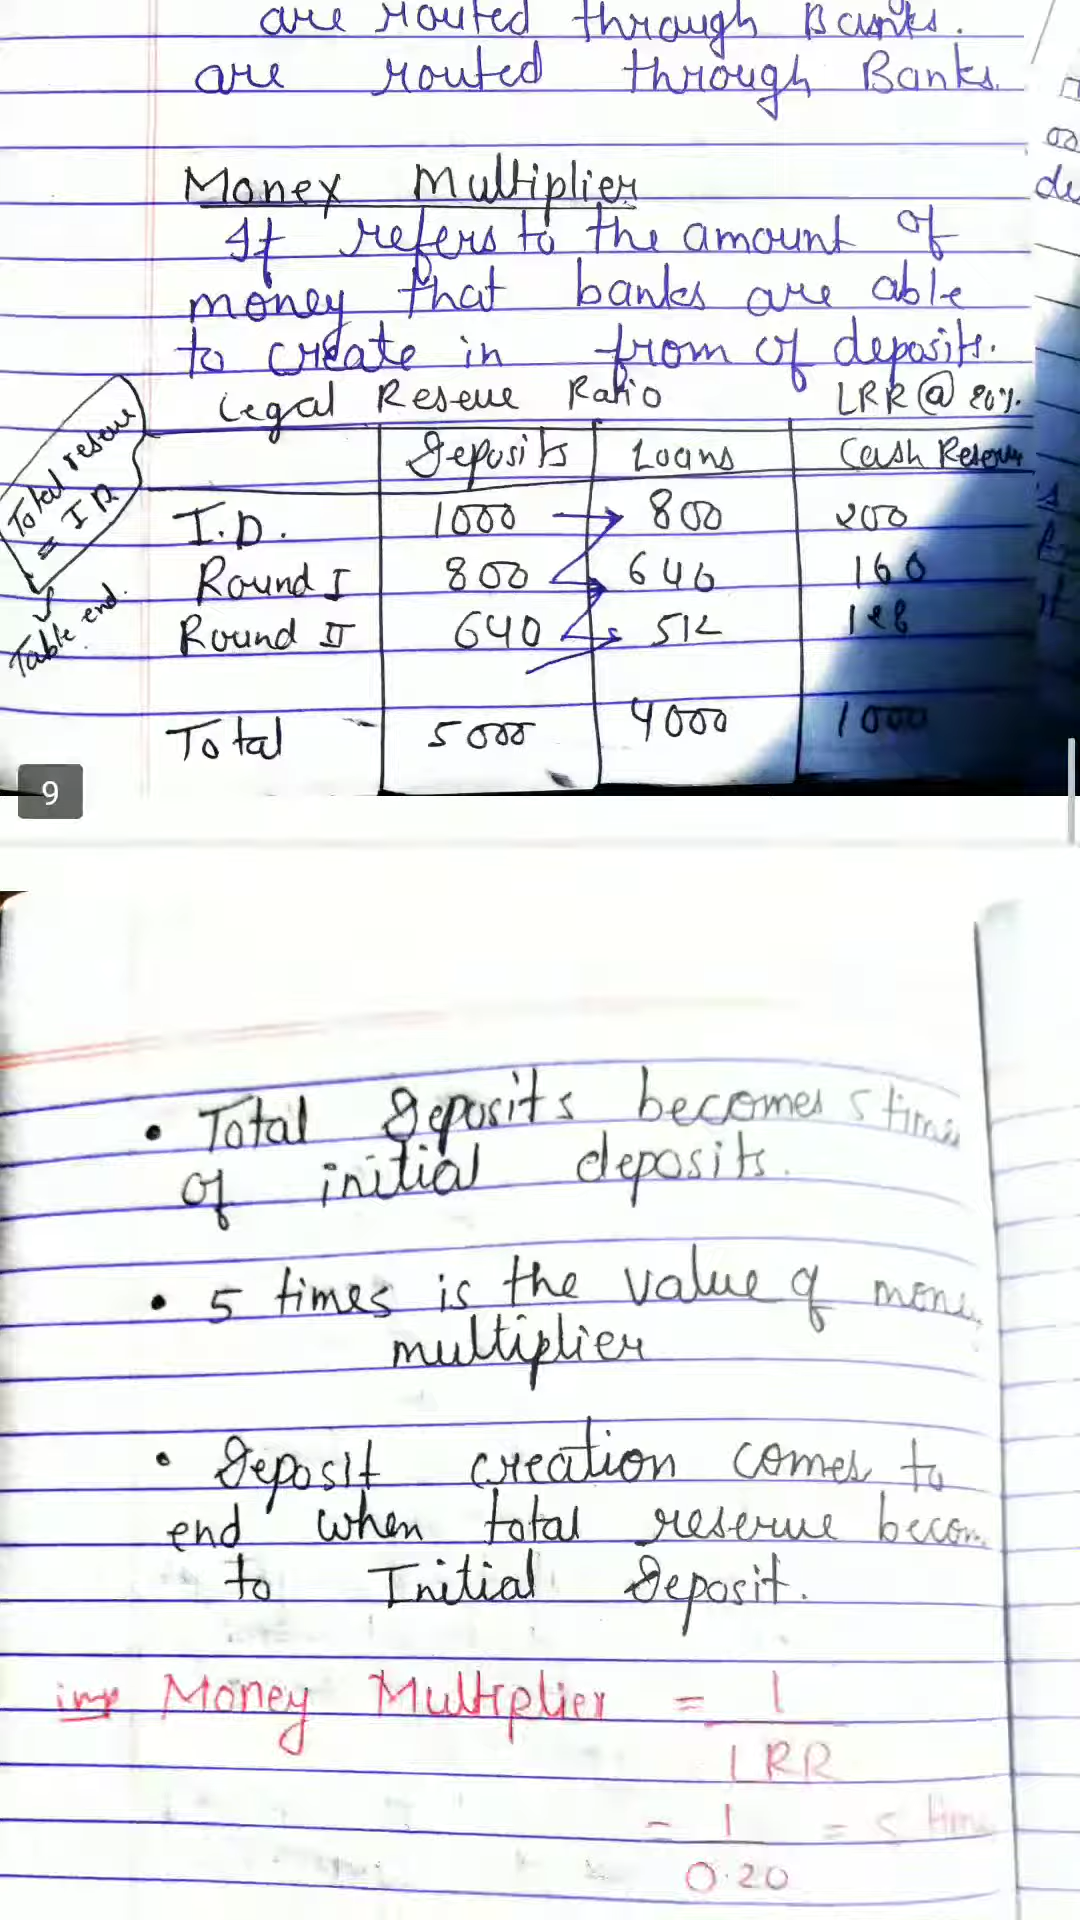 are routed through Banks.
are routed through Banks.
Money Multiplier
It refers to the amount of
money that banks are able
to create in from of deposits.
Legal Reseue Ratio LRR @ 20%.
Deposits Loans Cash Reserve
I.D. 1000 800 200
Round I 800 640 160
Round II 640 512 128
Total 5000 4000 1000
Total reserve
= I D
Table end.
9
• Total Deposits becomes 5 times
of initial deposits.
• 5 times is the value of
multiplier
• Deposit creation comes to
end when total reserve
to Initial Deposit.
imp Money Multiplier = 1
LRR
= 1 = 5
0.20